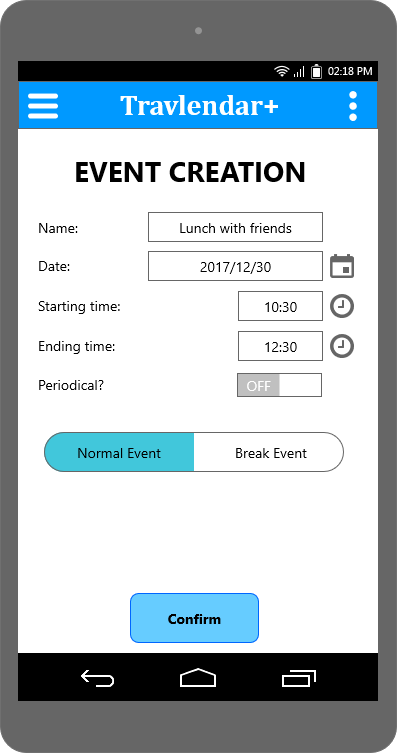 02:18 PM
Travlendar+
EVENT CREATION
Name: Lunch with friends
Date: 2017/12/30
Starting time: 10:30
Ending time: 12:30
Periodical? OFF
Normal Event Break Event
Confirm